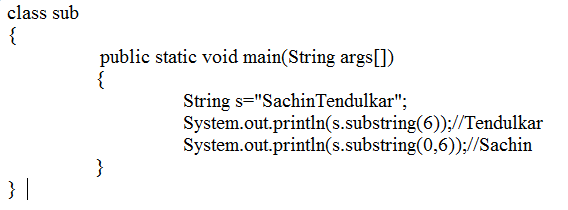 class sub
{
public static void main(String args[])
{
String s="SachinTendulkar";
System.out.println(s.substring(6));//Tendulkar
System.out.println(s.substring(0,6));//Sachin
}
}